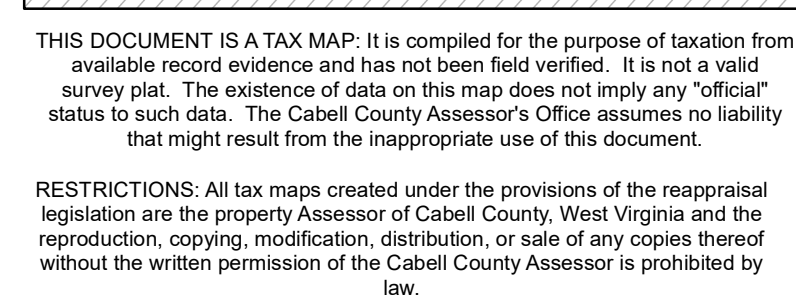 THIS DOCUMENT IS A TAX MAP: It is compiled for the purpose of taxation from
available record evidence and has not been field verified.  It is not a valid
survey plat.  The existence of data on this map does not imply any "official"
status to such data.  The Cabell County Assessor's Office assumes no liability
that might result from the inappropriate use of this document.
RESTRICTIONS: All tax maps created under the provisions of the reappraisal
legislation are the property Assessor of Cabell County, West Virginia and the
reproduction, copying, modification, distribution, or sale of any copies thereof
without the written permission of the Cabell County Assessor is prohibited by
law.